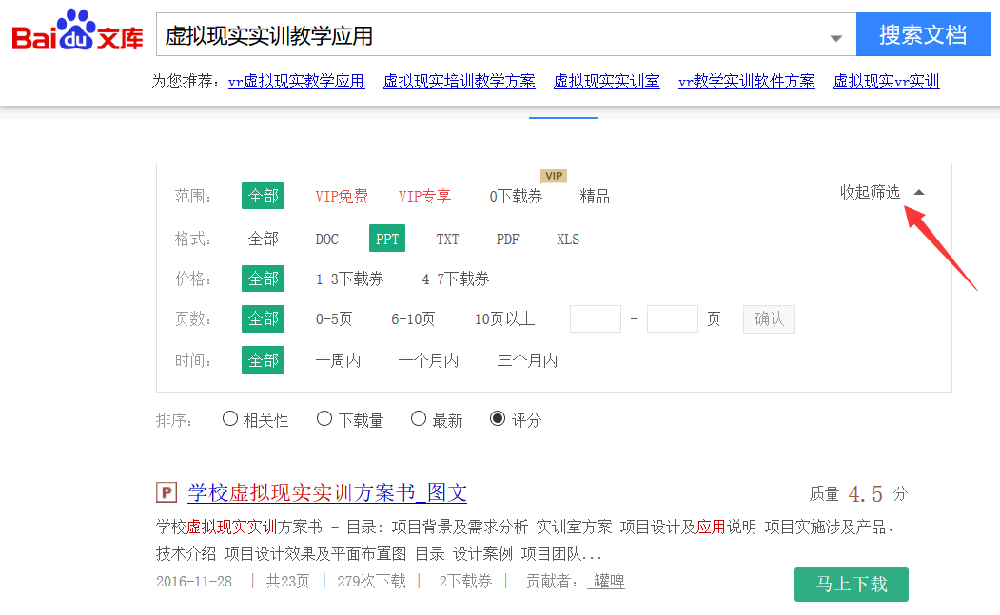 Bai du 文库 虚拟现实实训教学应用 搜索文档
为您推荐： vr虚拟现实教学应用 虚拟现实培训教学方案 虚拟现实实训室 vr教学实训软件方案 虚拟现实vr实训
VIP
范围： 全部 VIP免费 VIP专享 0下载券 精品 收起筛选
格式： 全部 DOC PPT TXT PDF XLS
价格： 全部 1-3下载券 4-7下载券
页数： 全部 0-5页 6-10页 10页以上 - 页 确认
时间： 全部 一周内 一个月内 三个月内
排序： 相关性 下载量 最新 评分
P 学校虚拟现实实训方案书_图文 质量 4.5 分
学校虚拟现实实训方案书 - 目录: 项目背景及需求分析 实训室方案 项目设计及应用说明 项目实施涉及产品、
技术介绍 项目设计效果及平面布置图 目录 设计案例 项目团队...
2016-11-28 | 共23页 | 279次下载 | 2下载券 | 贡献者： 罐啤
马上下载